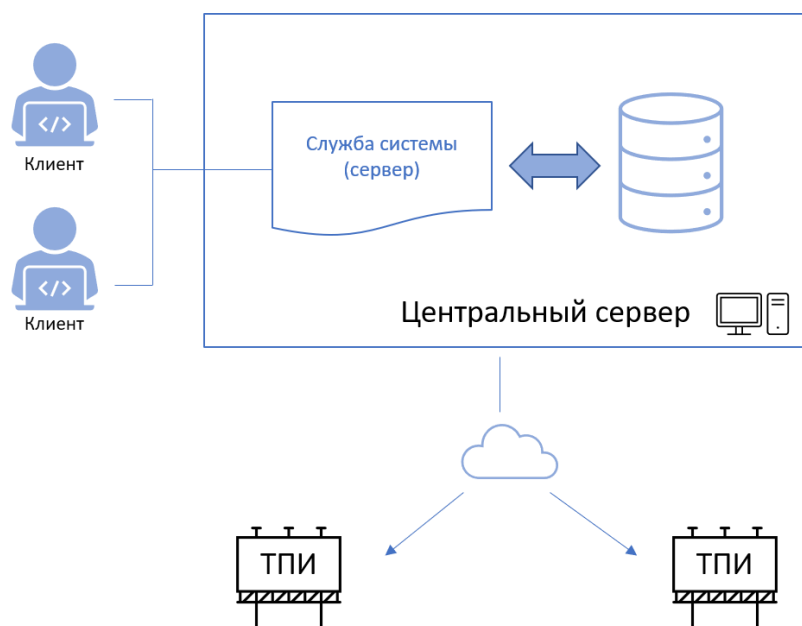 Клиент
Служба системы
(сервер)
Клиент
Центральный сервер
ТПИ
ТПИ